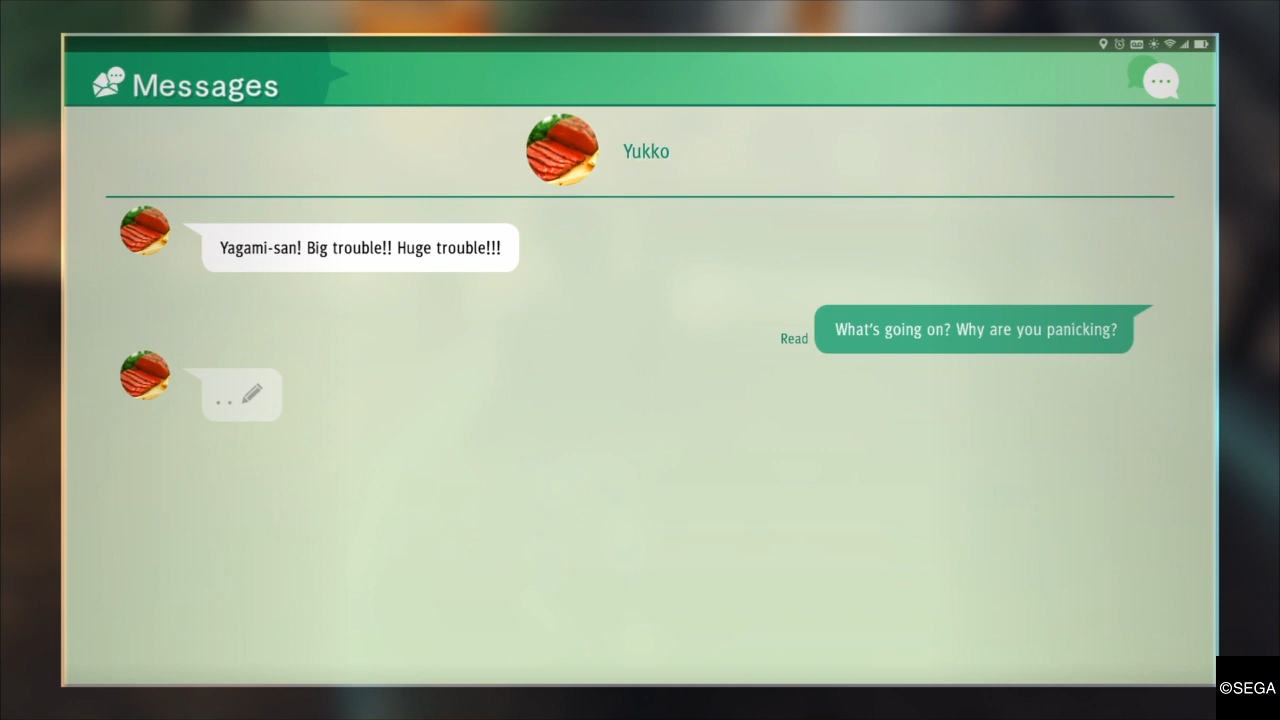 Messages
Yukko
Yagami-san! Big trouble!! Huge trouble!!!
What's going on? Why are you panicking?
Read
. .
©SEGA